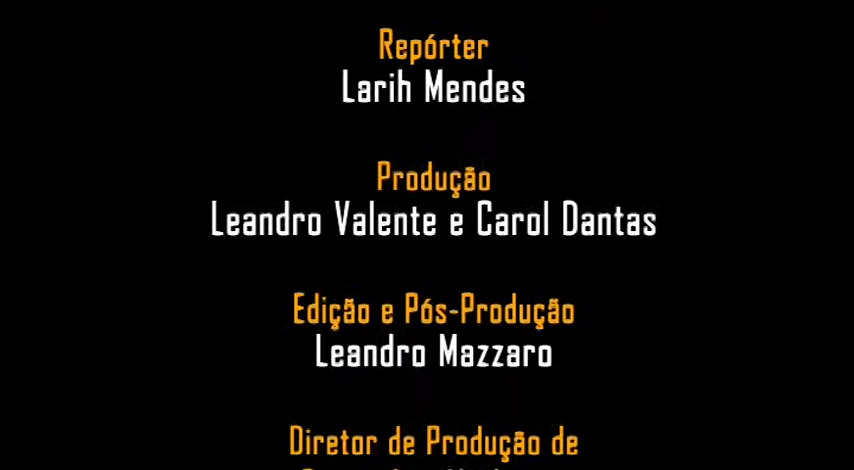 Repórter
Larih Mendes
Produção
Leandro Valente e Carol Dantas
Edição e Pós-Produção
Leandro Mazzaro
Diretor de Produção de